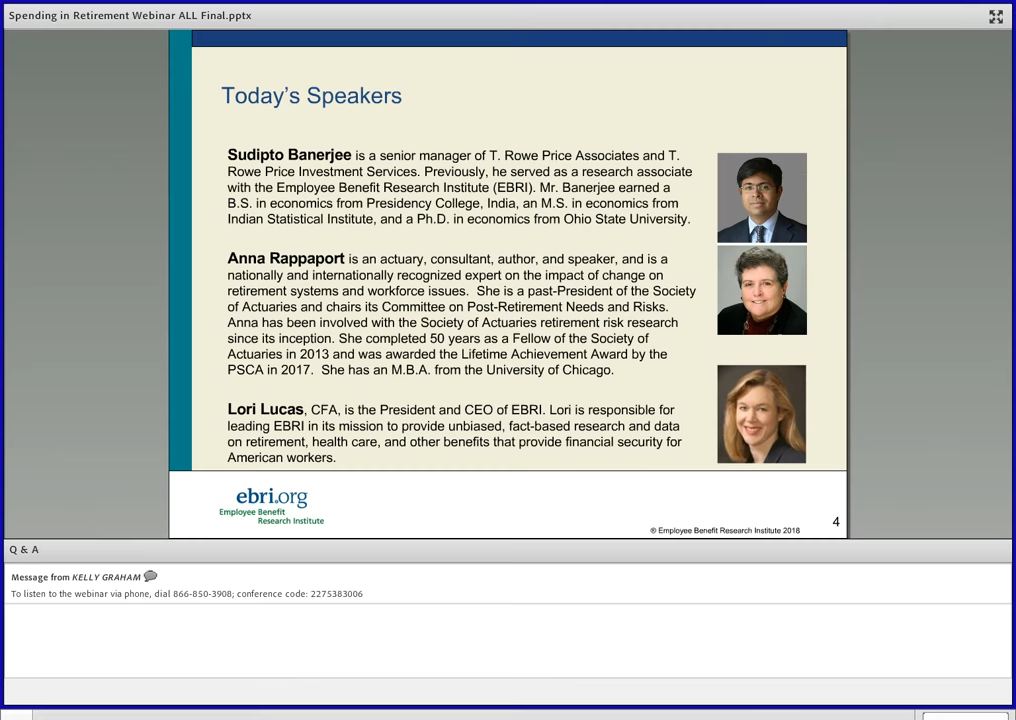 Spending in Retirement Webinar ALL Final.pptx
Today's Speakers
Sudipto Banerjee is a senior manager of T. Rowe Price Associates and T.
Rowe Price Investment Services. Previously, he served as a research associate
with the Employee Benefit Research Institute (EBRI). Mr. Banerjee earned a
B.S. in economics from Presidency College, India, an M.S. in economics from
Indian Statistical Institute, and a Ph.D. in economics from Ohio State University.
Anna Rappaport is an actuary, consultant, author, and speaker, and is a
nationally and internationally recognized expert on the impact of change on
retirement systems and workforce issues.  She is a past-President of the Society
of Actuaries and chairs its Committee on Post-Retirement Needs and Risks.
Anna has been involved with the Society of Actuaries retirement risk research
since its inception. She completed 50 years as a Fellow of the Society of
Actuaries in 2013 and was awarded the Lifetime Achievement Award by the
PSCA in 2017.  She has an M.B.A. from the University of Chicago.
Lori Lucas, CFA, is the President and CEO of EBRI. Lori is responsible for
leading EBRI in its mission to provide unbiased, fact-based research and data
on retirement, health care, and other benefits that provide financial security for
American workers.
ebri.org
Employee Benefit
Research Institute
® Employee Benefit Research Institute 2018
4
Q & A
Message from KELLY GRAHAM
To listen to the webinar via phone, dial 866-850-3908; conference code: 2275383006